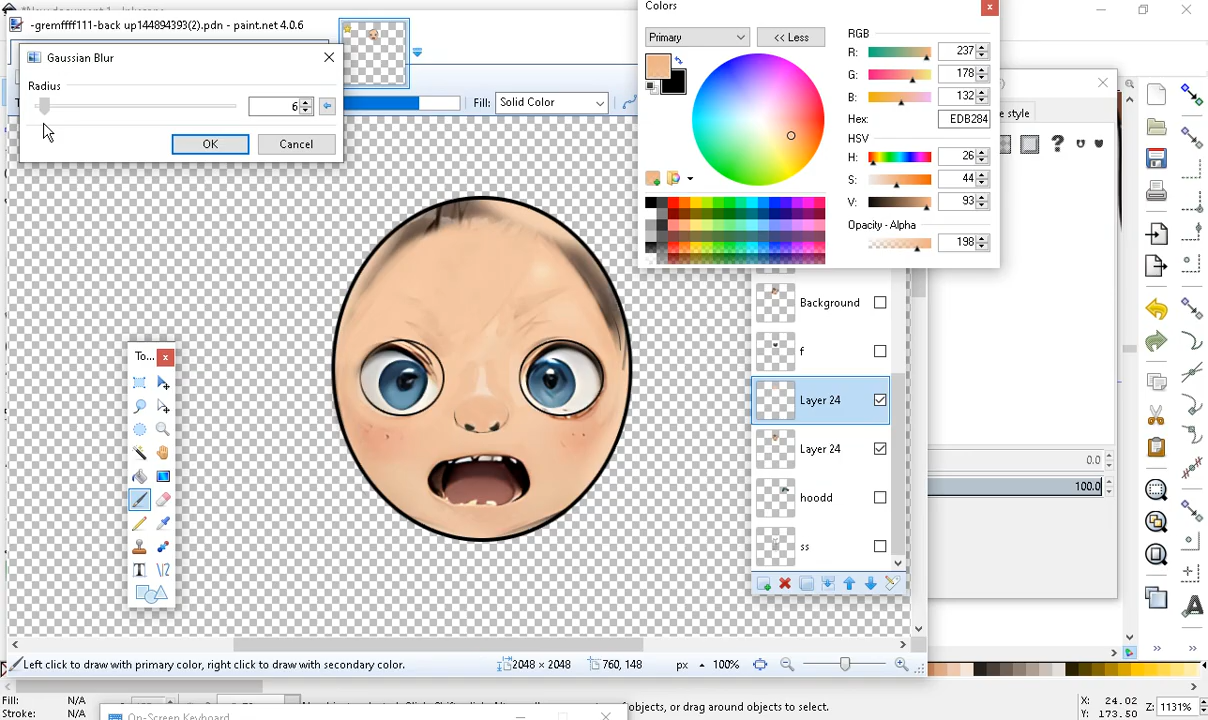 -gremffff111-back up144894393(2).pdn - paint.net 4.0.6
Gaussian Blur
Radius
6
OK
Cancel
Fill:
Solid Color
Colors
Primary
<< Less
RGB
R: 237
G: 178
B: 132
Hex: EDB284
HSV
H: 26
S: 44
V: 93
Opacity - Alpha
198
e style
Background
f
Layer 24
Layer 24
hoodd
ss
0.0
100.0
To...
Left click to draw with primary color, right click to draw with secondary color.
2048 × 2048
760, 148
px
100%
Fill: N/A
Stroke: N/A
On-Screen Keyboard
of objects, or drag around objects to select.
X: 24.02
Y: 173.50
Z: 1131%